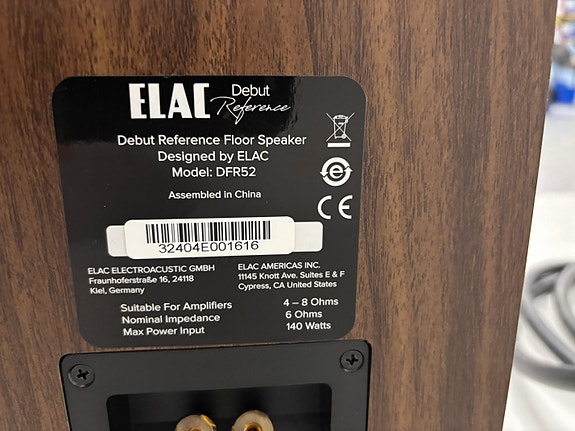 ELAC Debut
Reference
Debut Reference Floor Speaker
Designed by ELAC
Model: DFR52
Assembled in China
CE
32404E001616
ELAC ELECTROACUSTIC GMBH
Fraunhoferstraße 16, 24118
Kiel, Germany
ELAC AMERICAS INC.
11145 Knott Ave. Suites E & F
Cypress, CA United States
Suitable For Amplifiers 4 – 8 Ohms
Nominal Impedance 6 Ohms
Max Power Input 140 Watts